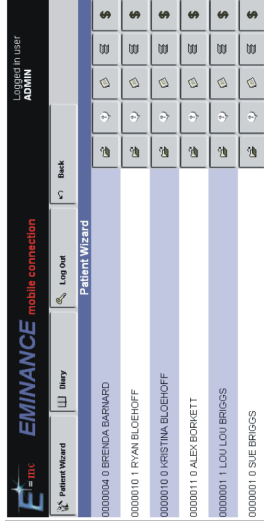 E=mc
EMINANCE mobile connection
Logged in user
ADMIN
Patient Wizard
Diary
Log Out
Back
Patient Wizard
0000004 0 BRENDA BARNARD
0000010 1 RYAN BLOEHOFF
0000010 0 KRISTINA BLOEHOFF
0000011 0 ALEX BORKETT
0000001 1 LOU LOU BRIGGS
0000001 0 SUE BRIGGS